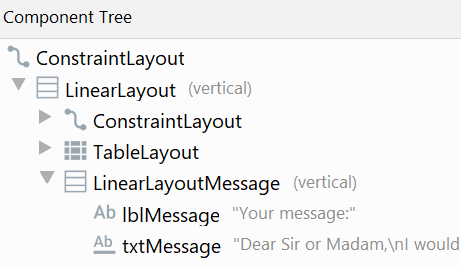 Component Tree
ConstraintLayout
LinearLayout (vertical)
ConstraintLayout
TableLayout
LinearLayoutMessage (vertical)
Ab lblMessage "Your message:"
Ab txtMessage "Dear Sir or Madam,\nI would